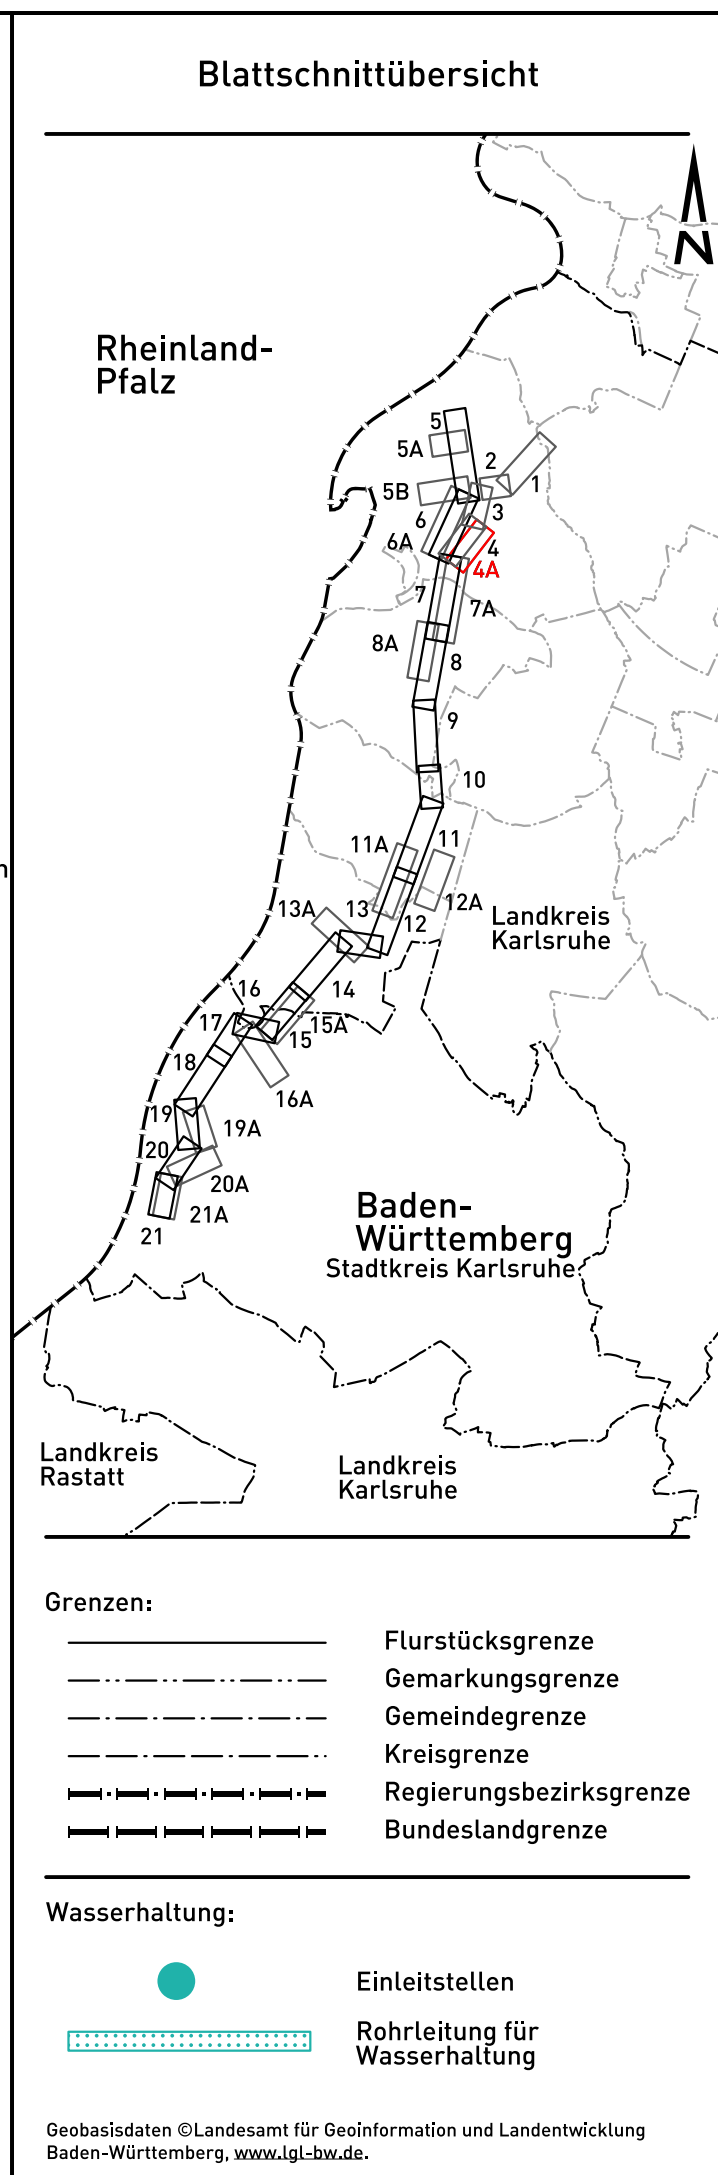 Blattschnittübersicht
N
Rheinland-
Pfalz
5
5A
2
1
5B
3
6
6A
4
4A
7
7A
8A
8
9
10
11A
11
12A
13A
13
12
Landkreis
Karlsruhe
n
16
14
17
15A
15
18
16A
19
19A
20
20A
21A
21
Baden-
Württemberg
Stadtkreis Karlsruhe
Landkreis
Rastatt
Landkreis
Karlsruhe
Grenzen:
Flurstücksgrenze
Gemarkungsgrenze
Gemeindegrenze
Kreisgrenze
Regierungsbezirksgrenze
Bundeslandgrenze
Wasserhaltung:
Einleitstellen
Rohrleitung für
Wasserhaltung
Geobasisdaten ©Landesamt für Geoinformation und Landentwicklung
Baden-Württemberg, www.lgl-bw.de.